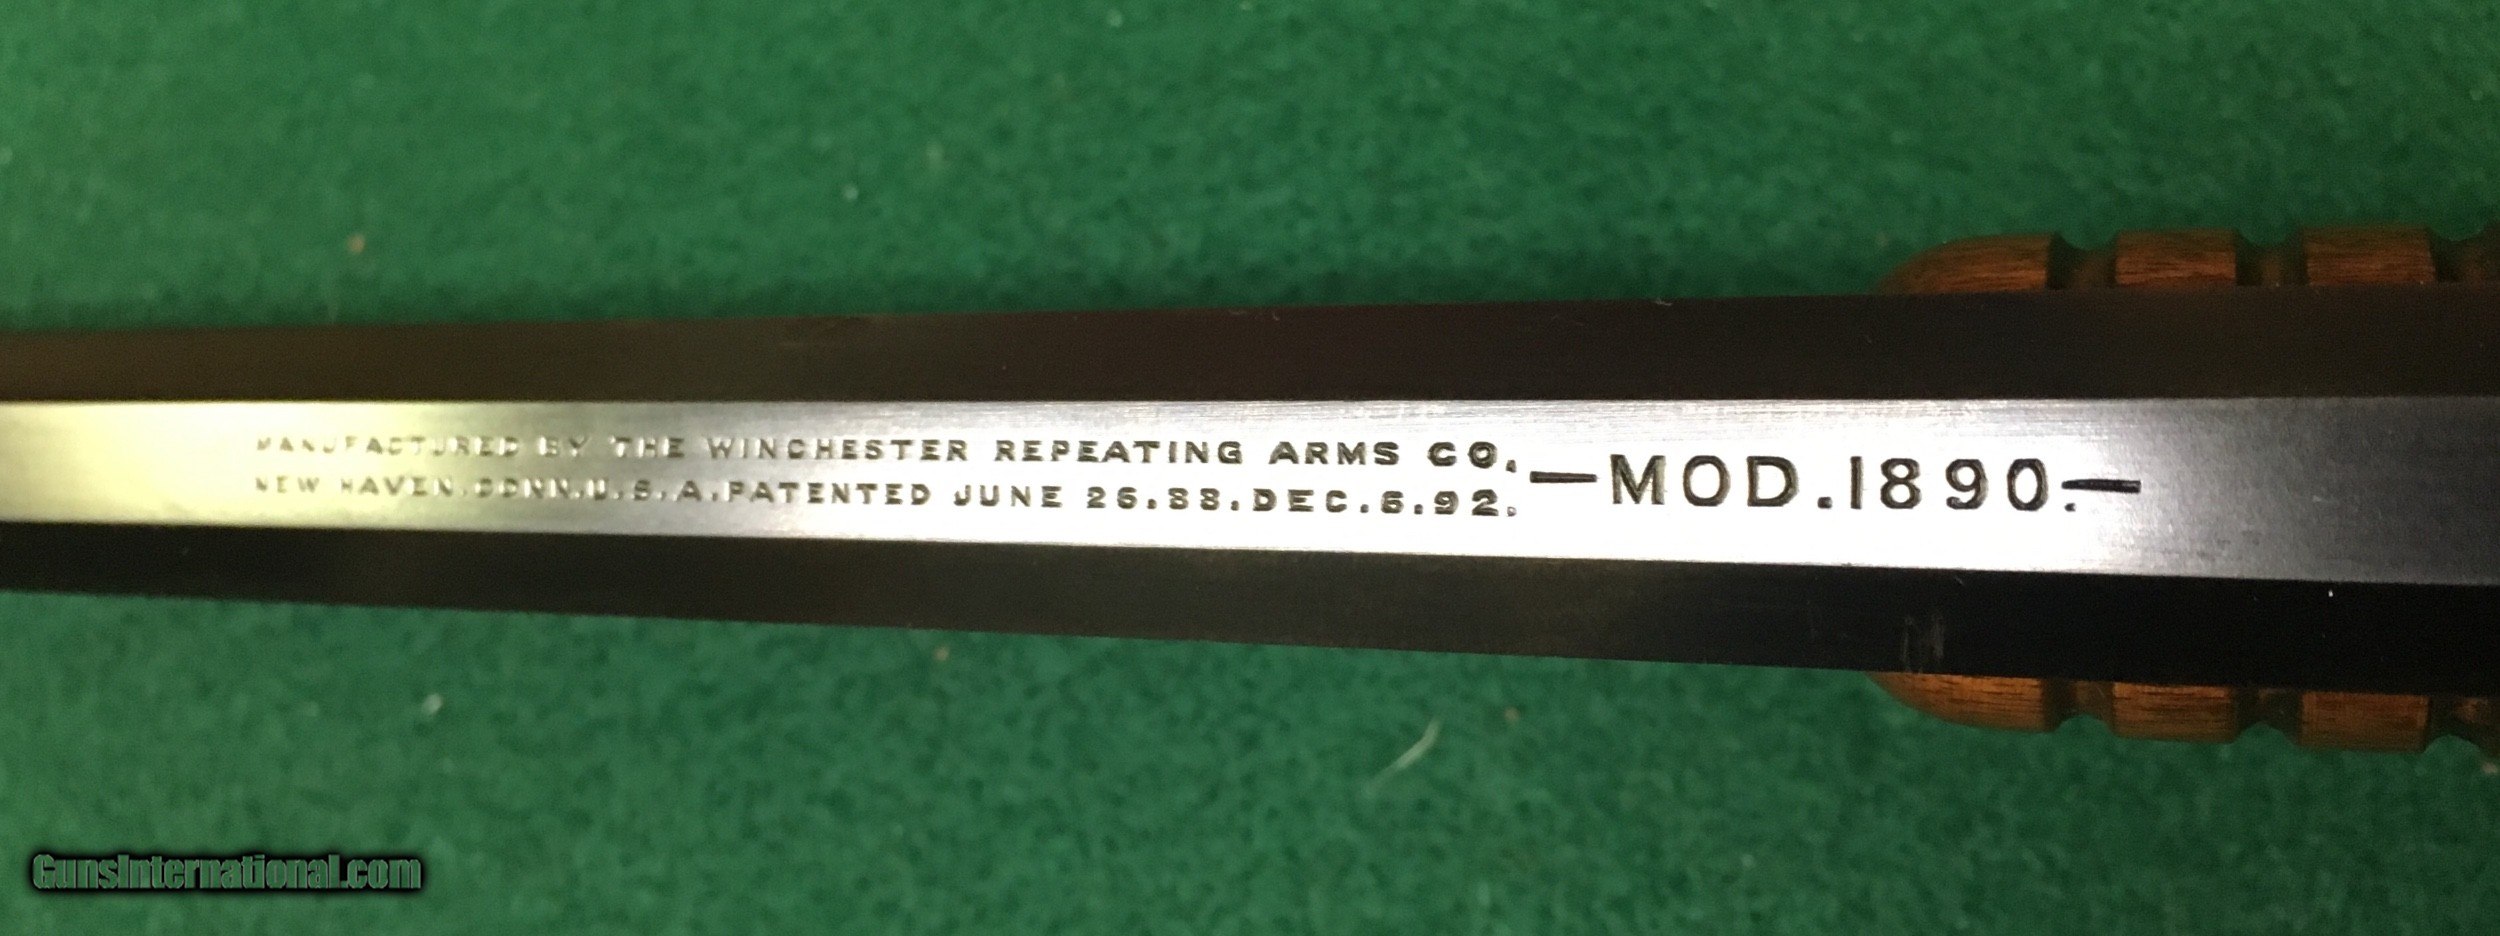 MANUFACTURED BY THE WINCHESTER REPEATING ARMS CO.
NEW HAVEN.CONN.U.S.A.PATENTED JUNE 26.88.DEC.6.92.
—MOD.1890.—
GunsInternational.com